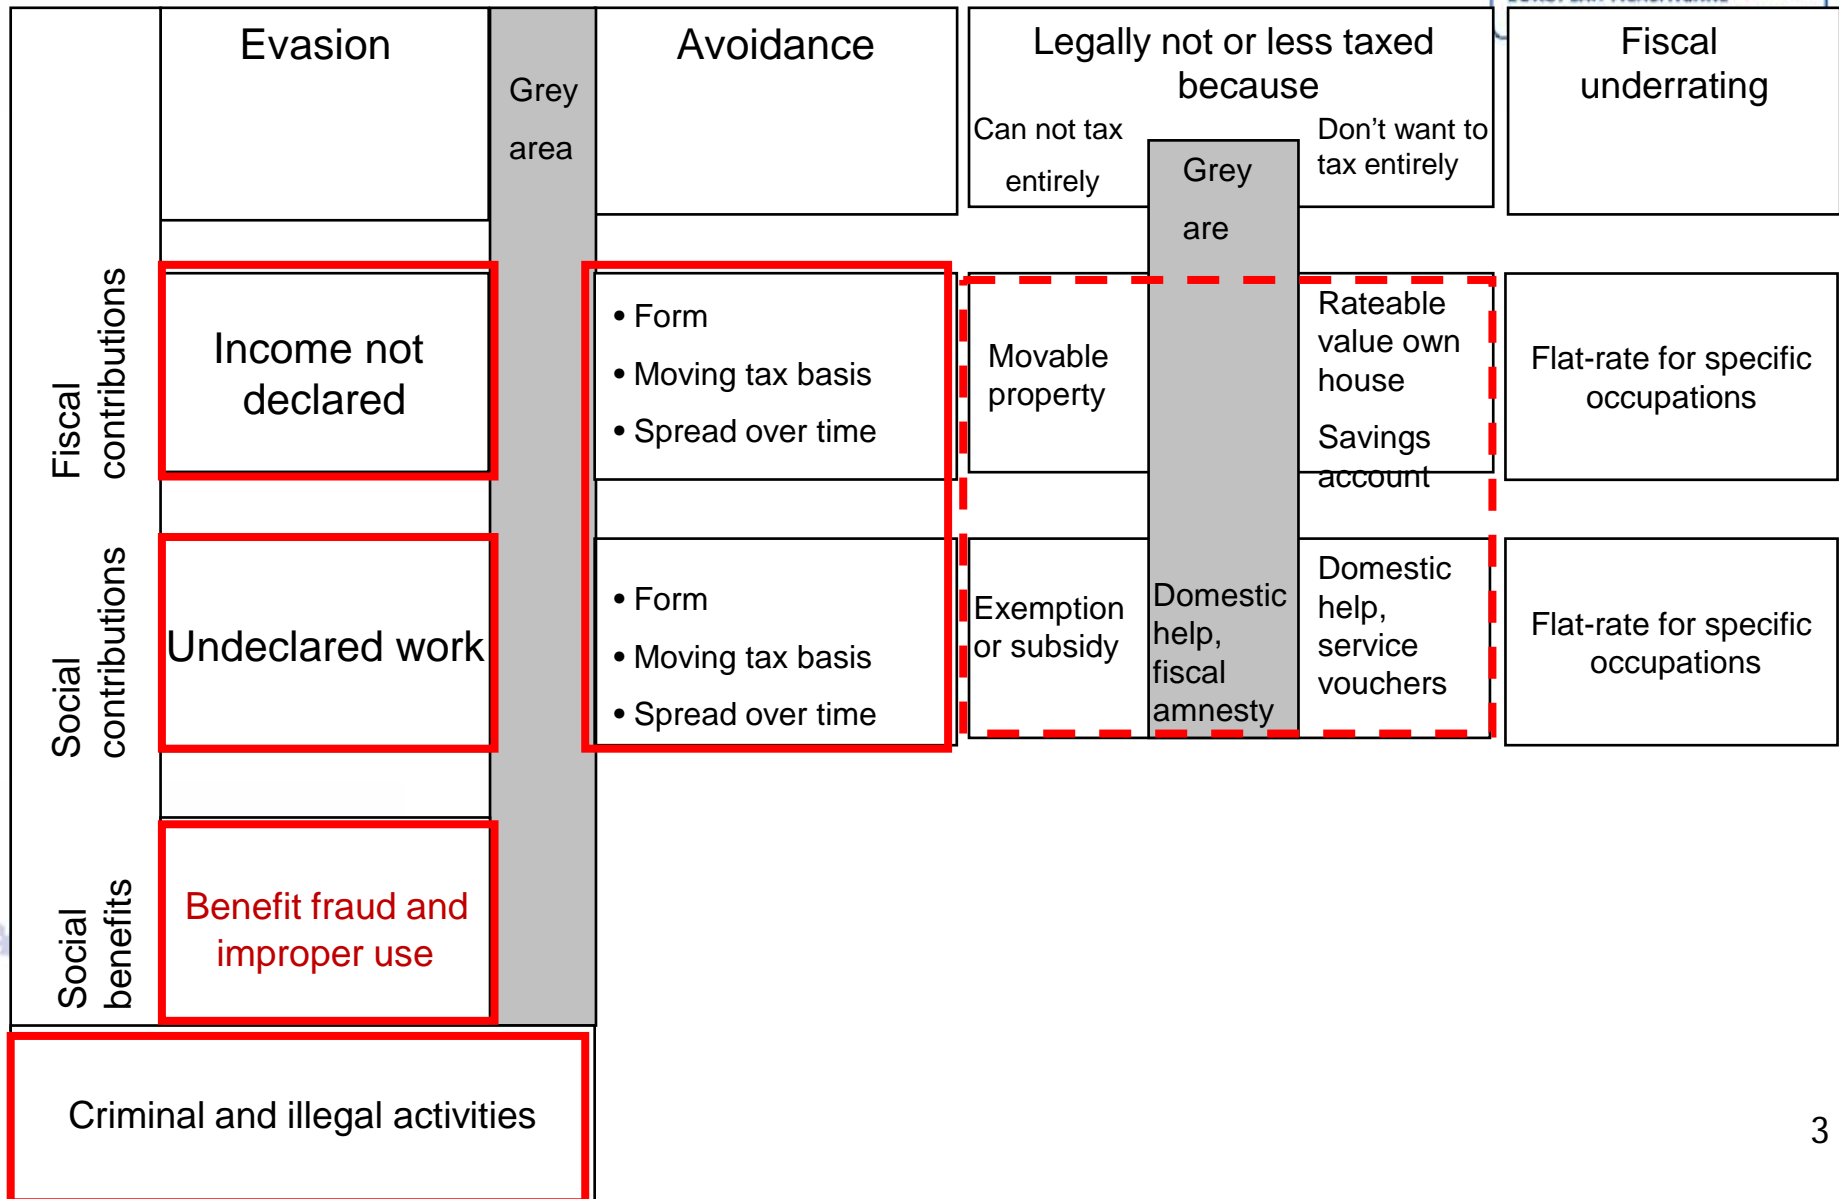 Evasion
Grey
area
Avoidance
Legally not or less taxed
because
Can not tax
entirely
Grey
are
Don't want to
tax entirely
Fiscal
underrating
Fiscal
contributions
Income not
declared
• Form
• Moving tax basis
• Spread over time
Movable
property
Rateable
value own
house
Savings
account
Flat-rate for specific
occupations
Social
contributions
Undeclared work
• Form
• Moving tax basis
• Spread over time
Exemption
or subsidy
Domestic
help,
fiscal
amnesty
Domestic
help,
service
vouchers
Flat-rate for specific
occupations
Social
benefits
Benefit fraud and
improper use
Criminal and illegal activities
3